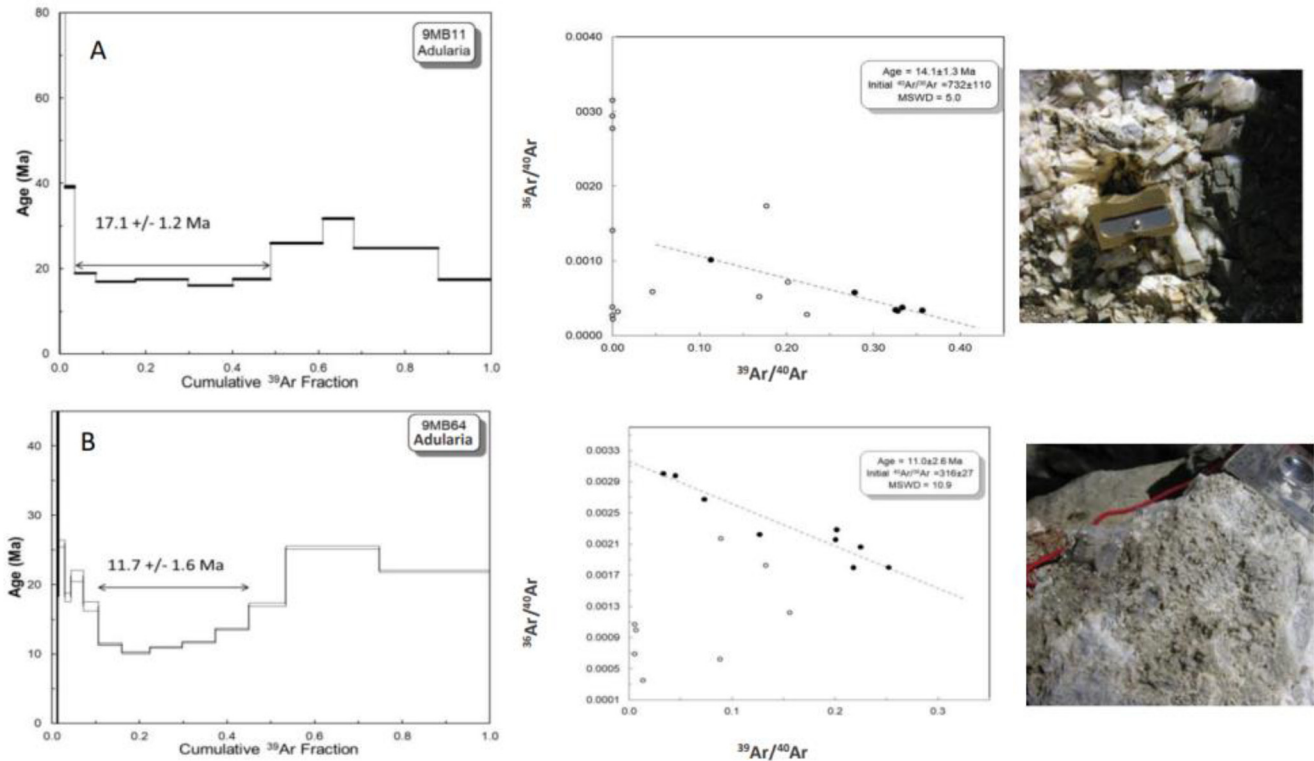 A
9MB11
Adularia
17.1 +/- 1.2 Ma
Age (Ma)
80
60
40
20
0
0.0 0.2 0.4 0.6 0.8 1.0
Cumulative ³⁹Ar Fraction
Age = 14.1±1.3 Ma
Initial ⁴⁰Ar/³⁶Ar =732±110
MSWD = 5.0
³⁶Ar/⁴⁰Ar
0.0040
0030
0020
0.0010
0.0000
0.00 0.10 0.20 0.30 0.40
³⁹Ar/⁴⁰Ar
B
9MB64
Adularia
11.7 +/- 1.6 Ma
Age (Ma)
40
30
20
10
0
0.0 0.2 0.4 0.6 0.8 1.0
Cumulative ³⁹Ar Fraction
Age = 11.0±2.6 Ma
Initial ⁴⁰Ar/³⁶Ar =316±27
MSWD = 10.9
³⁶Ar/⁴⁰Ar
0.0033
0.0029
0.0025
0.0021
0.0017
0.0013
0.0009
0.0005
0.0001
0.0 0.1 0.2 0.3
³⁹Ar/⁴⁰Ar